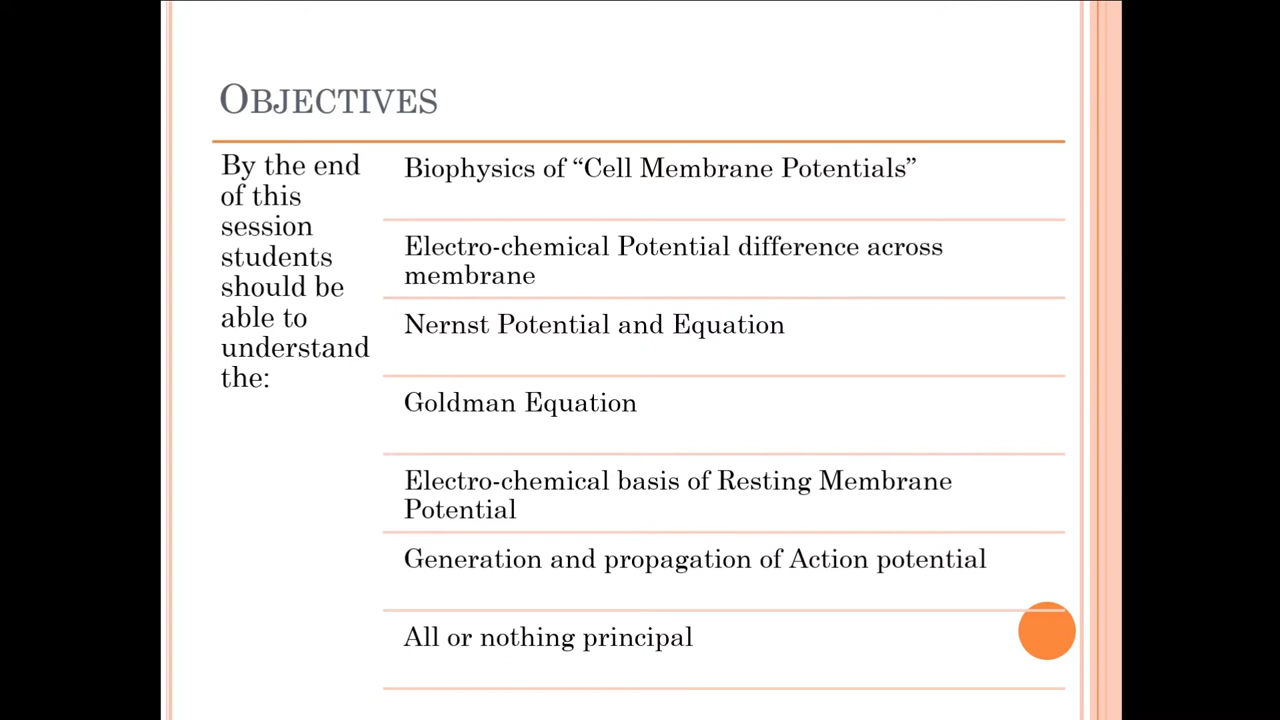 OBJECTIVES
By the end
of this
session
students
should be
able to
understand
the:
Biophysics of “Cell Membrane Potentials”
Electro-chemical Potential difference across
membrane
Nernst Potential and Equation
Goldman Equation
Electro-chemical basis of Resting Membrane
Potential
Generation and propagation of Action potential
All or nothing principal